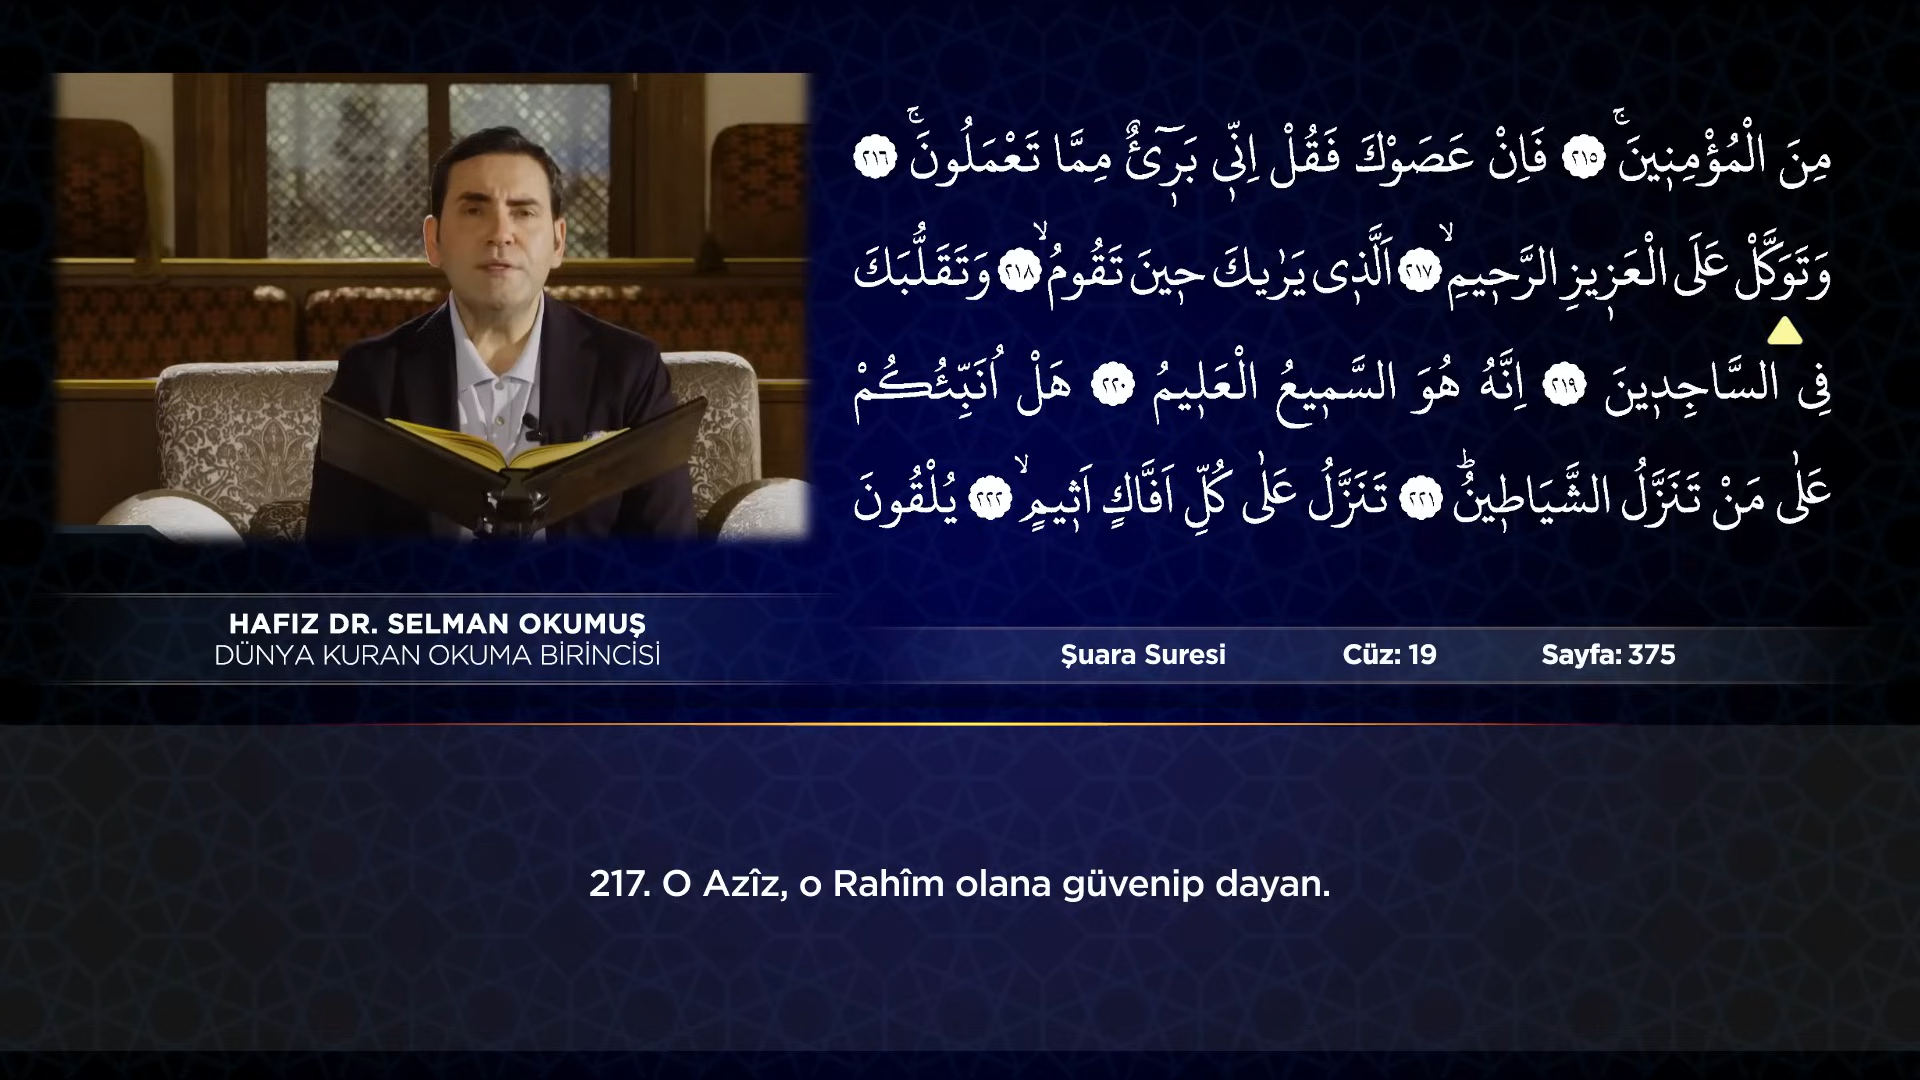 مِنَ الْمُؤْمِنٖينَۚ ﴿٢١٥﴾ فَاِنْ عَصَوْكَ فَقُلْ اِنّٖى بَرٖٓىءٌ مِمَّا تَعْمَلُونَۚ ﴿٢١٦﴾
وَتَوَكَّلْ عَلَى الْعَزٖيزِ الرَّحٖيمِۙ ﴿٢١٧﴾ اَلَّذٖى يَرٰيكَ حٖينَ تَقُومُۙ ﴿٢١٨﴾ وَتَقَلُّبَكَ
فِى السَّاجِدٖينَ ﴿٢١٩﴾ اِنَّهُ هُوَ السَّمٖيعُ الْعَلٖيمُ ﴿٢٢٠﴾ هَلْ اُنَبِّئُكُمْ
عَلٰى مَنْ تَنَزَّلُ الشَّيَاطٖينُؕ ﴿٢٢١﴾ تَنَزَّلُ عَلٰى كُلِّ اَفَّاكٍ اَثٖيمٍۙ ﴿٢٢٢﴾ يُلْقُونَ
HAFIZ DR. SELMAN OKUMUŞ
DÜNYA KURAN OKUMA BİRİNCİSİ
Şuara Suresi Cüz: 19 Sayfa: 375
217. O Azîz, o Rahîm olana güvenip dayan.